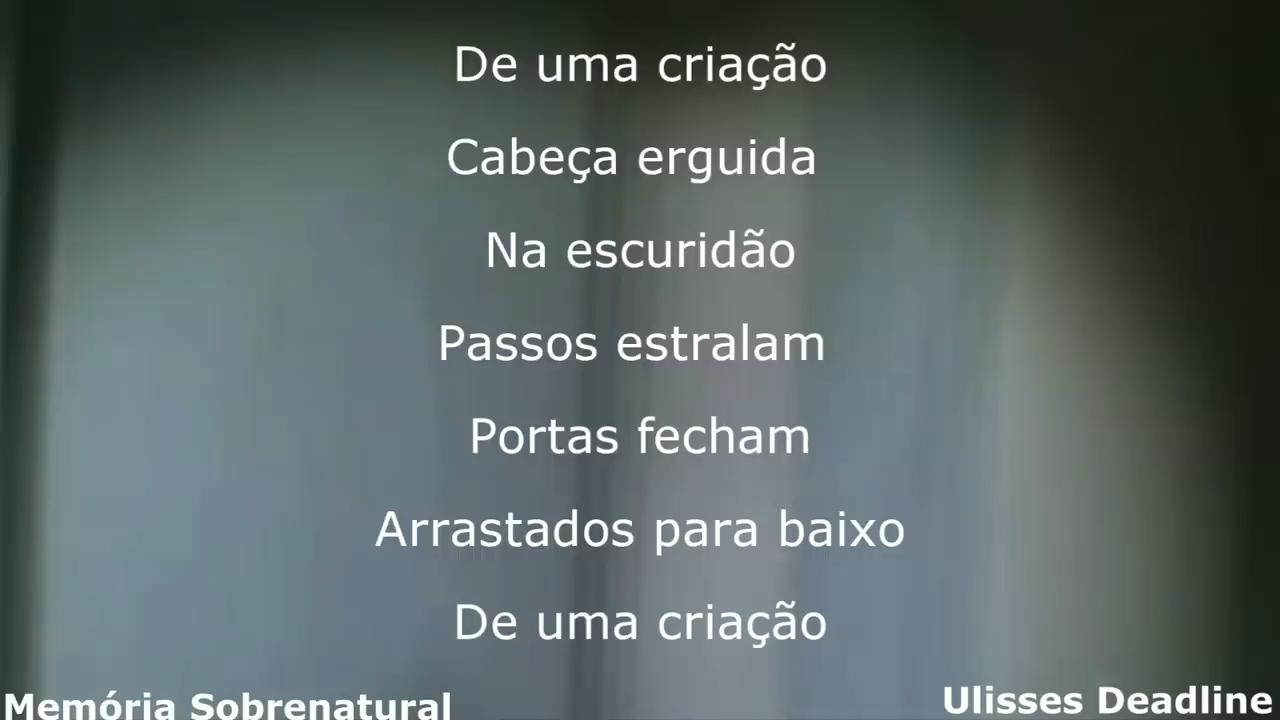 De uma criação
Cabeça erguida
Na escuridão
Passos estralam
Portas fecham
Arrastados para baixo
De uma criação
Memória Sobrenatural
Ulisses Deadline